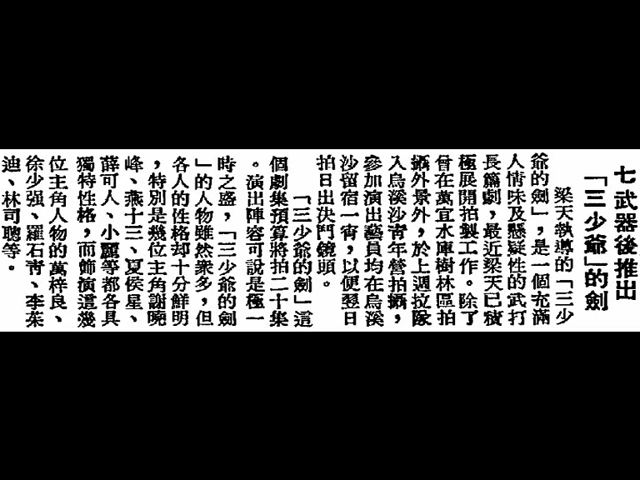 七武器後推出
「三少爺」的劍
梁天執導的「三少
爺的劍」，是一個充滿
人情味及懸疑性的武打
長篇劇，最近梁天已積
極展開拍製工作。除了
曾在萬宜水庫樹林區拍
攝外景外，於上週拉隊
入烏溪沙青年營拍攝，
參加演出藝員均在烏溪
沙留宿一宵，以便翌日
拍日出決鬥鏡頭。
「三少爺的劍」這
個劇集預算將拍二十集
。演出陣容可說是極一
時之盛，「三少爺的劍
」的人物雖然衆多，但
各人的性格却十分鮮明
，特別是幾位主角謝曉
峰、燕十三、夏侯星、
薛可人、小麗等都各具
獨特性格，而飾演這幾
位主角人物的萬梓良、
徐少强、羅石青、李茱
迪、林司聰等。